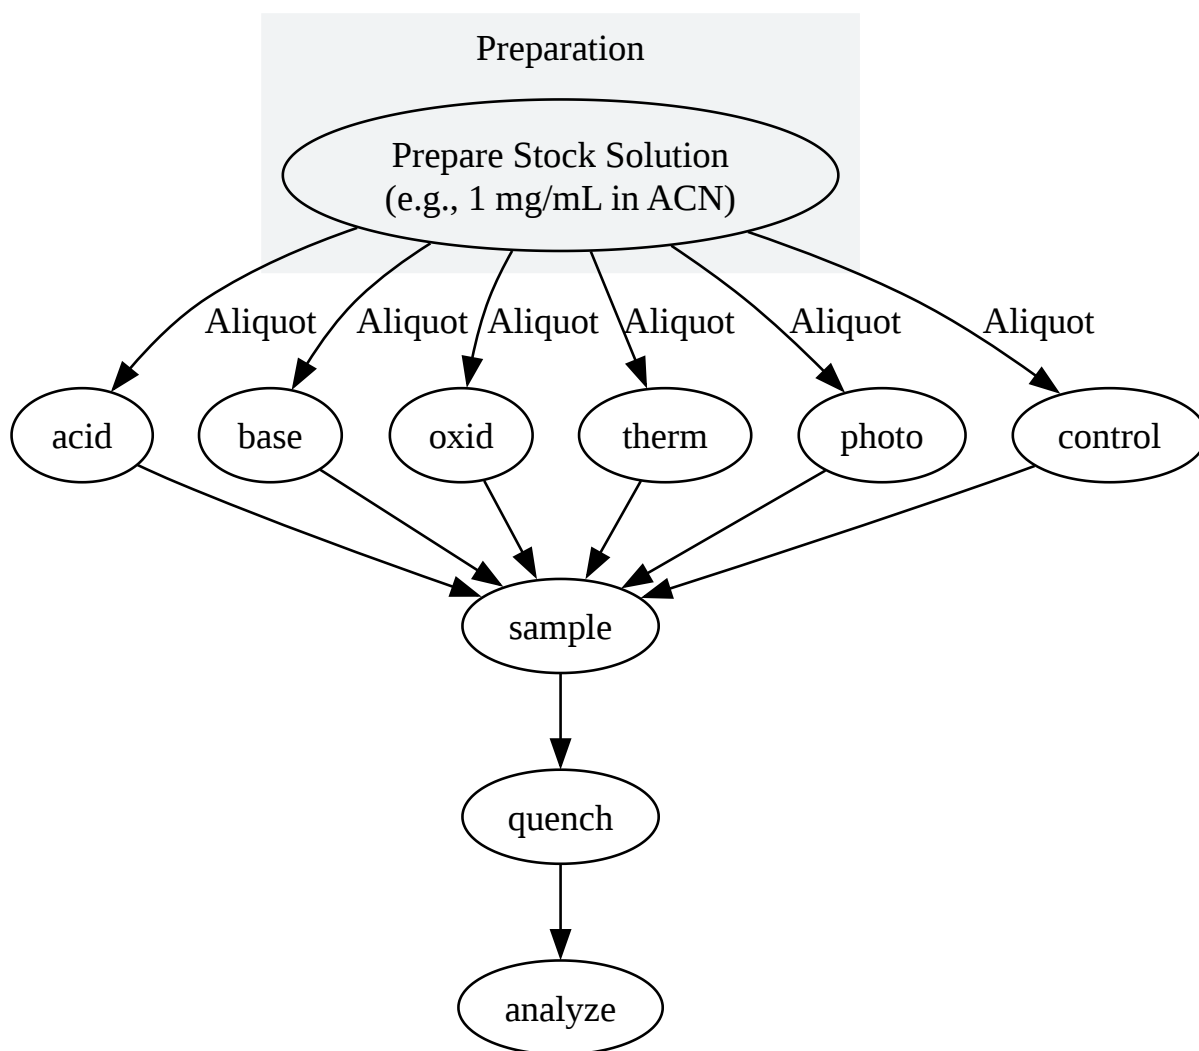 Preparation
Prepare Stock Solution
(e.g., 1 mg/mL in ACN)
Aliquot
Aliquot
Aliquot
Aliquot
Aliquot
Aliquot
acid
base
oxid
therm
photo
control
sample
quench
analyze